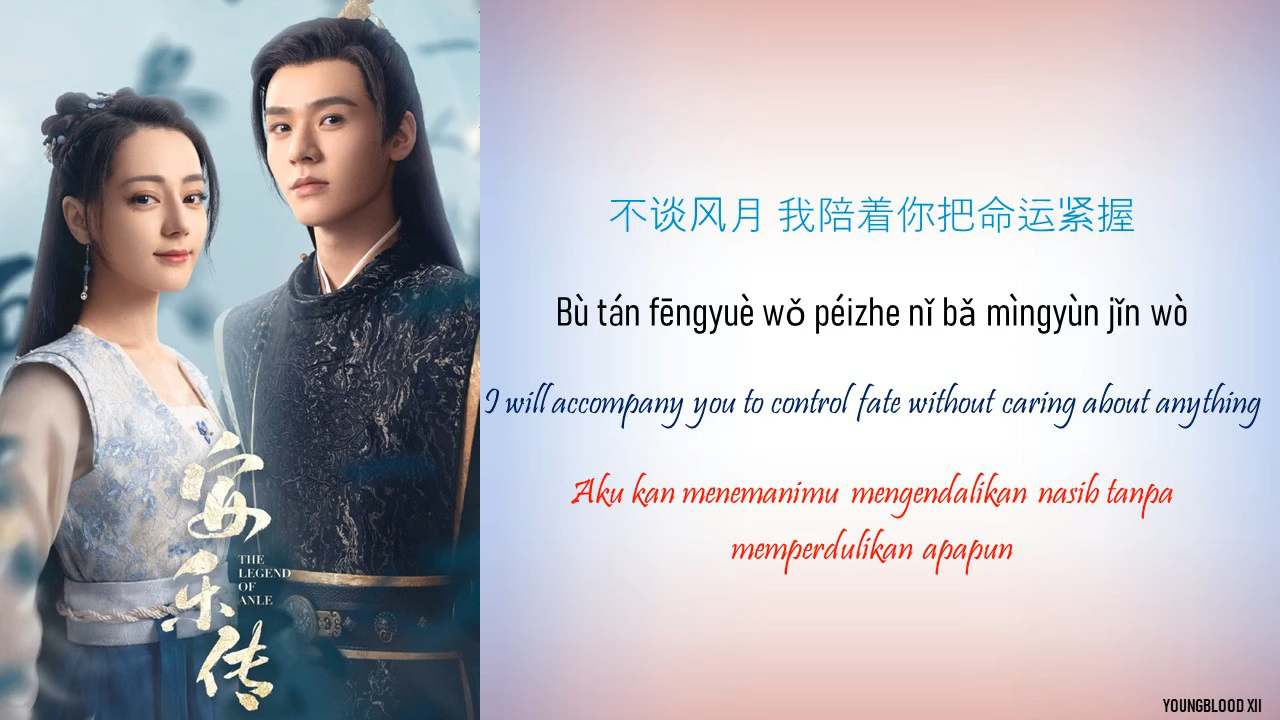 安乐传
THE
LEGEND
OF
ANLE
不谈风月 我陪着你把命运紧握
Bù tán fēngyuè wǒ péizhe nǐ bǎ mìngyùn jǐn wò
I will accompany you to control fate without caring about anything
Aku kan menemanimu mengendalikan nasib tanpa
memperdulikan apapun
YOUNGBLOOD XII